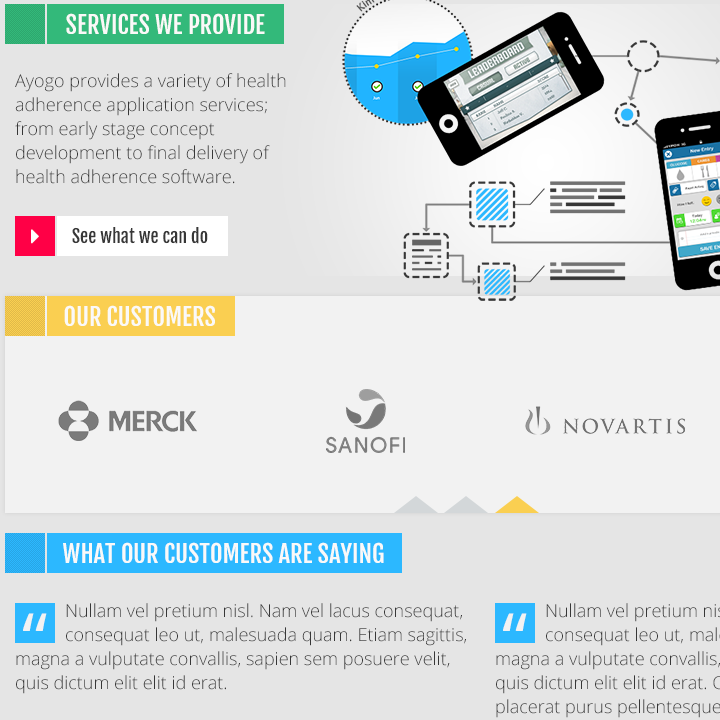 SERVICES WE PROVIDE
Ayogo provides a variety of health
adherence application services;
from early stage concept
development to final delivery of
health adherence software.
See what we can do
LEADERBOARD
ACTIVE
New Entry
SAVE EN
OUR CUSTOMERS
MERCK
SANOFI
NOVARTIS
WHAT OUR CUSTOMERS ARE SAYING
Nullam vel pretium nisl. Nam vel lacus consequat,
consequat leo ut, malesuada quam. Etiam sagittis,
magna a vulputate convallis, sapien sem posuere velit,
quis dictum elit elit id erat.
Nullam vel pretium nis
consequat leo ut, mal
magna a vulputate convallis,
quis dictum elit elit id erat. C
placerat purus pellentesque